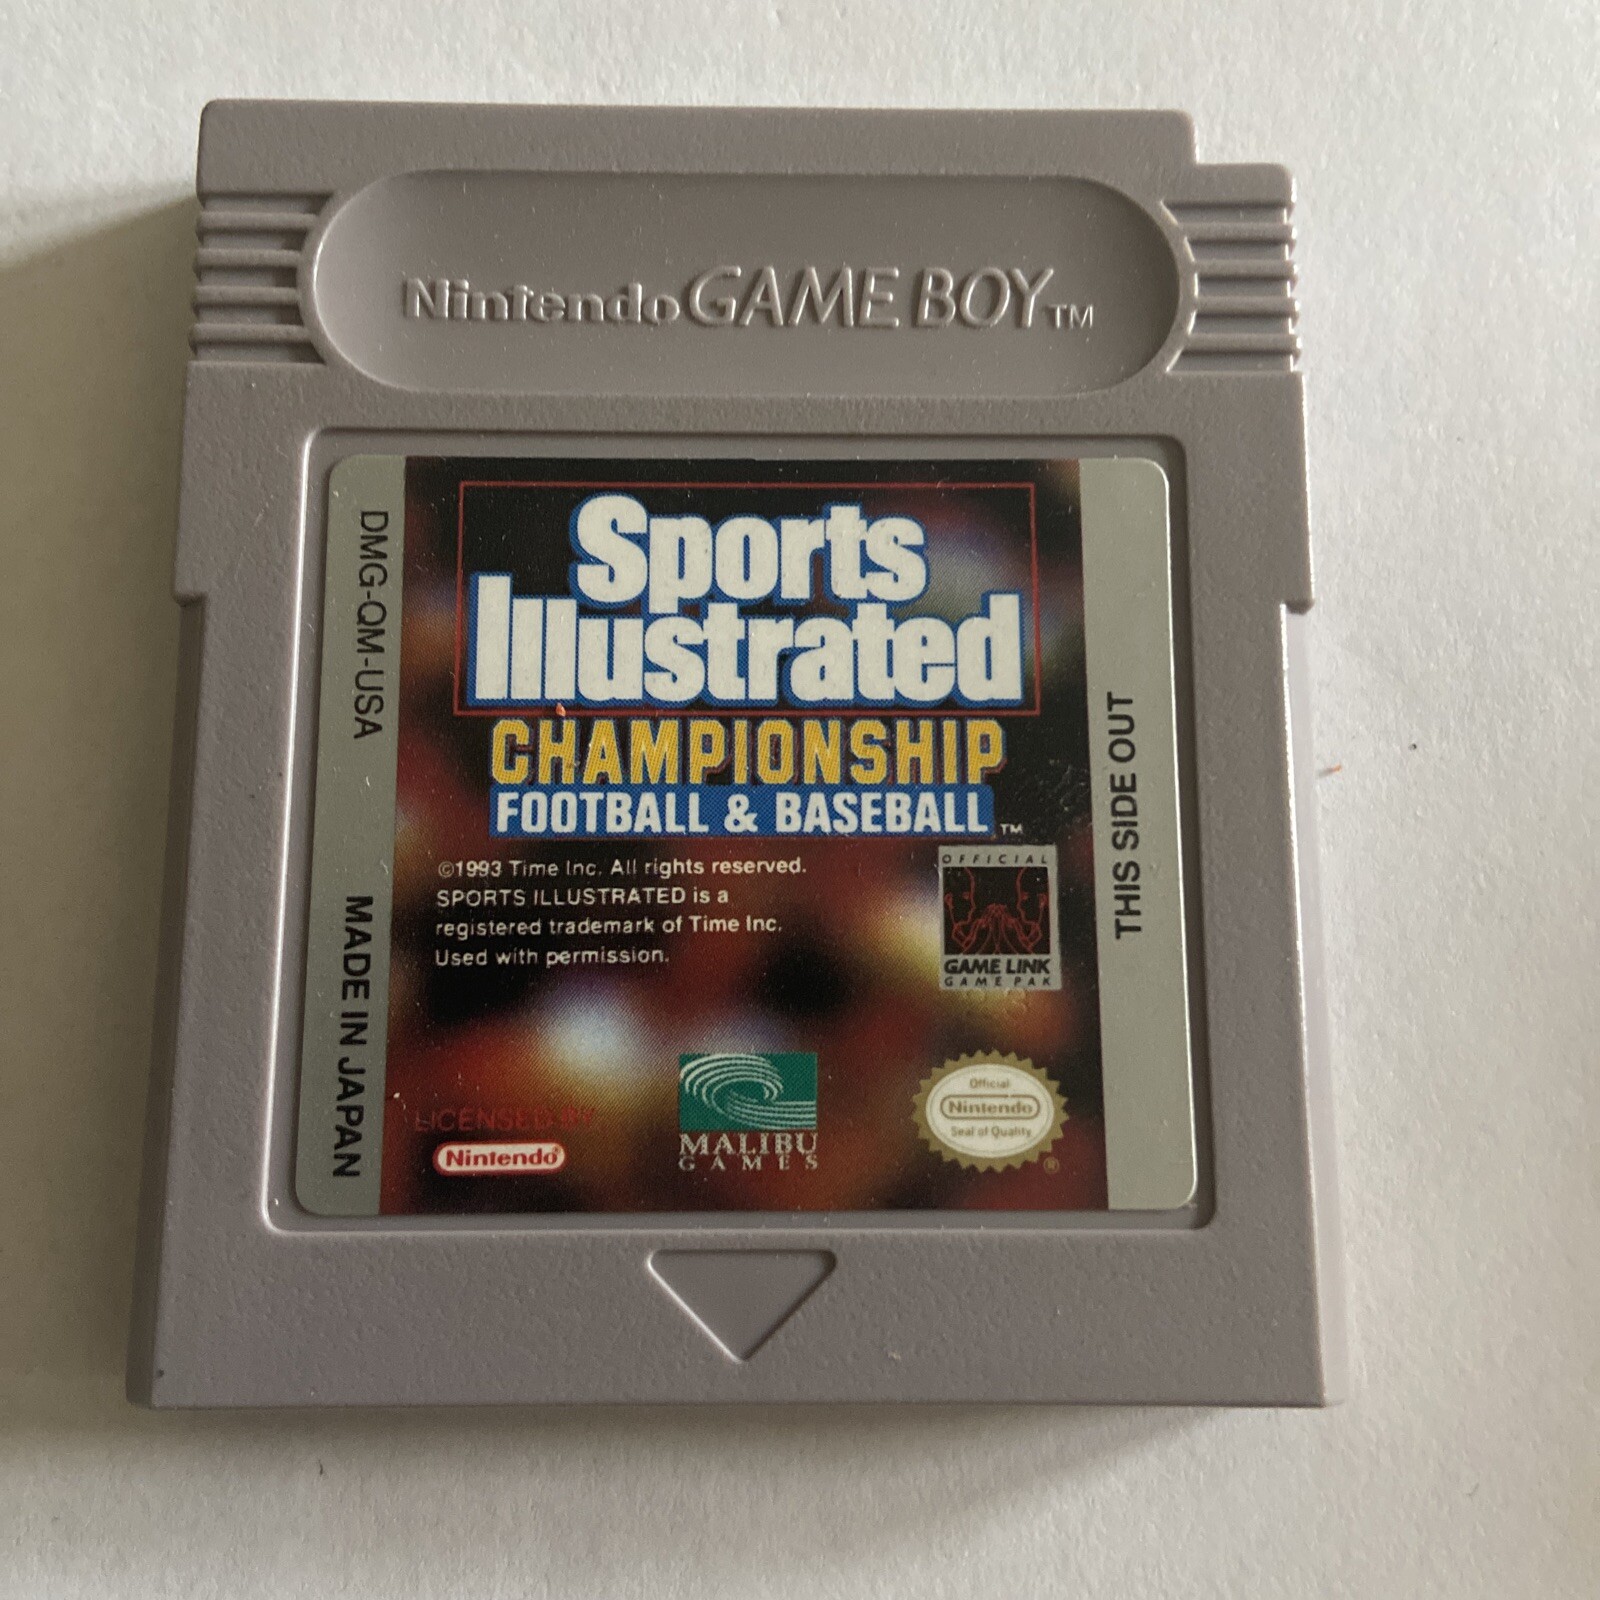 Nintendo GAME BOY TM
DMG-QM-USA
MADE IN JAPAN
Sports
Illustrated
CHAMPIONSHIP
FOOTBALL & BASEBALL TM
©1993 Time Inc. All rights reserved.
SPORTS ILLUSTRATED is a
registered trademark of Time Inc.
Used with permission.
OFFICIAL
GAME LINK
GAME PAK
LICENSED BY
Nintendo®
MALIBU
GAMES
Official
Nintendo
Seal of Quality
®
THIS SIDE OUT